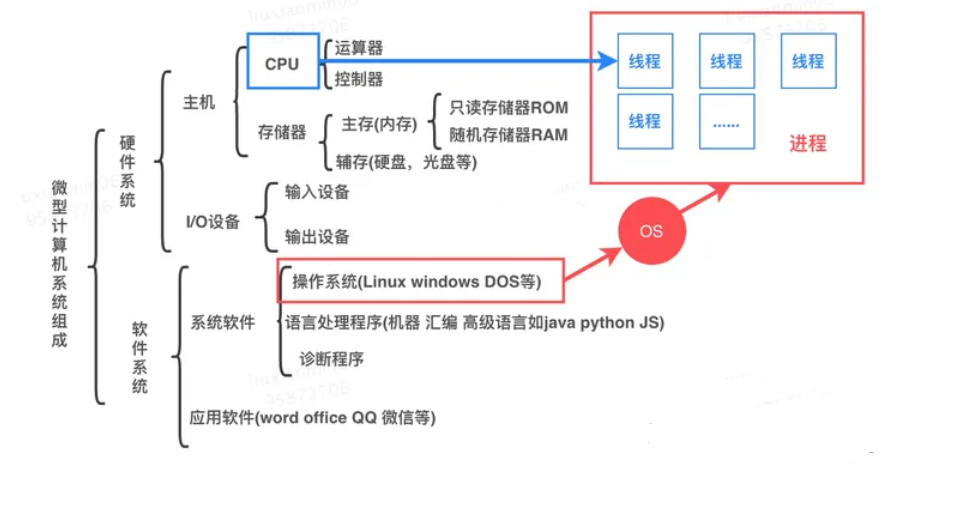 微型计算机系统组成
硬件系统
主机
CPU
运算器
控制器
存储器
主存(内存)
只读存储器ROM
随机存储器RAM
辅存(硬盘，光盘等)
I/O设备
输入设备
输出设备
软件系统
系统软件
操作系统(Linux windows DOS等)
语言处理程序(机器 汇编 高级语言如java python JS)
诊断程序
应用软件(word office QQ 微信等)
线程
线程
线程
线程
......
进程
OS